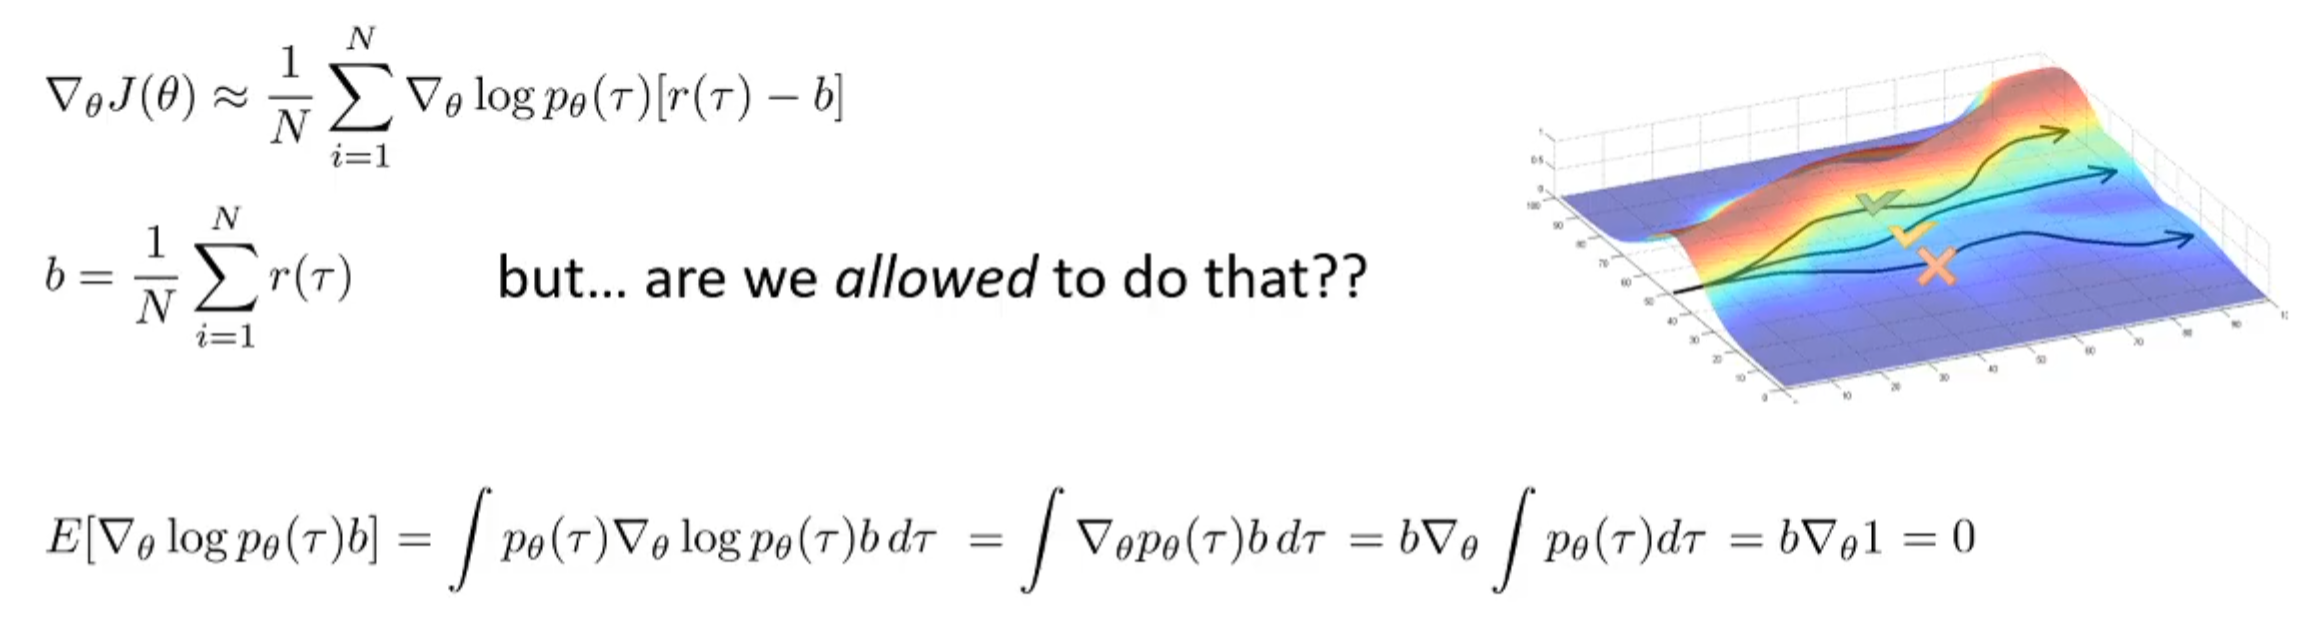 ∇θJ(θ) ≈ 1/N ∑_{i=1}^{N} ∇θ log pθ(τ)[r(τ) − b]
b = 1/N ∑_{i=1}^{N} r(τ)
but... are we allowed to do that??
E[∇θ log pθ(τ)b] = ∫ pθ(τ)∇θ log pθ(τ)b dτ = ∫ ∇θpθ(τ)b dτ = b∇θ ∫ pθ(τ)dτ = b∇θ1 = 0